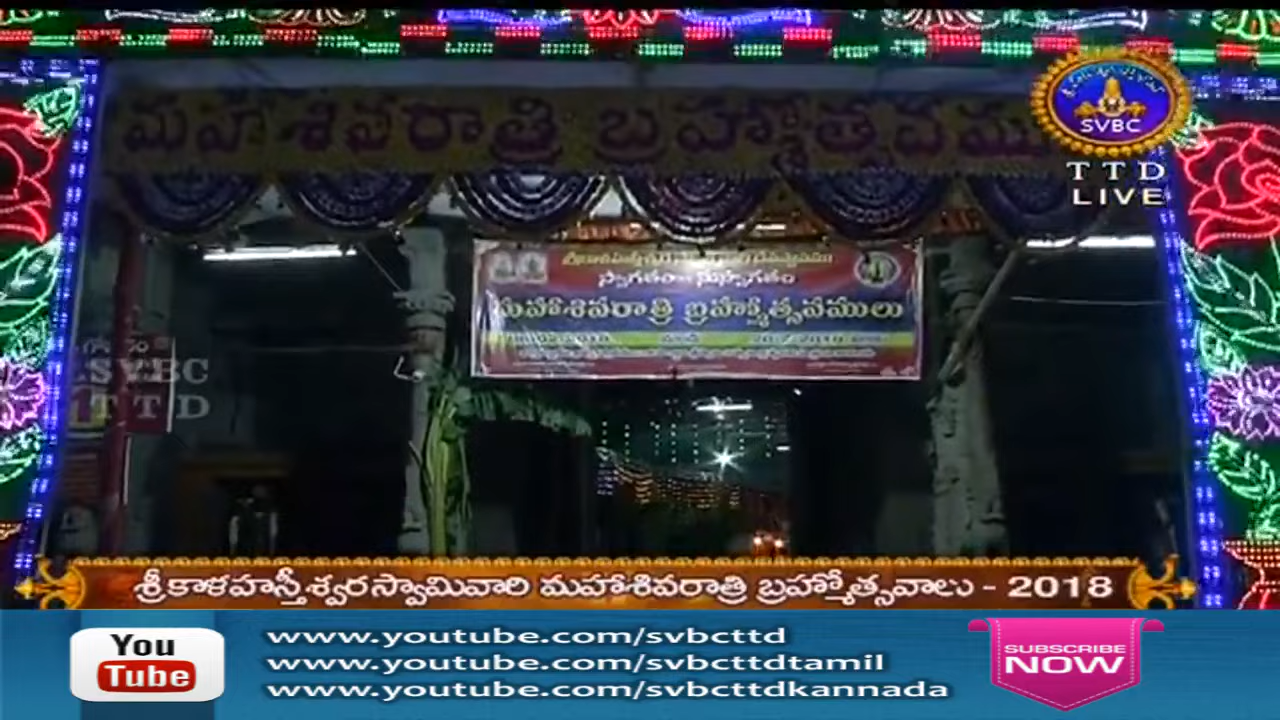 మహాశివరాత్రి బ్రహ్మోత్సవము
SVBC
TTD
LIVE
స్వాగతం సుస్వాగతం
మహాశివరాత్రి బ్రహ్మోత్సవములు
SVBC
TTD
శ్రీకాళహస్తీశ్వరస్వామివారి మహాశివరాత్రి బ్రహ్మోత్సవాలు - 2018
You
Tube
www.youtube.com/svbcttd
www.youtube.com/svbcttdtamil
www.youtube.com/svbcttdkannada
SUBSCRIBE
NOW